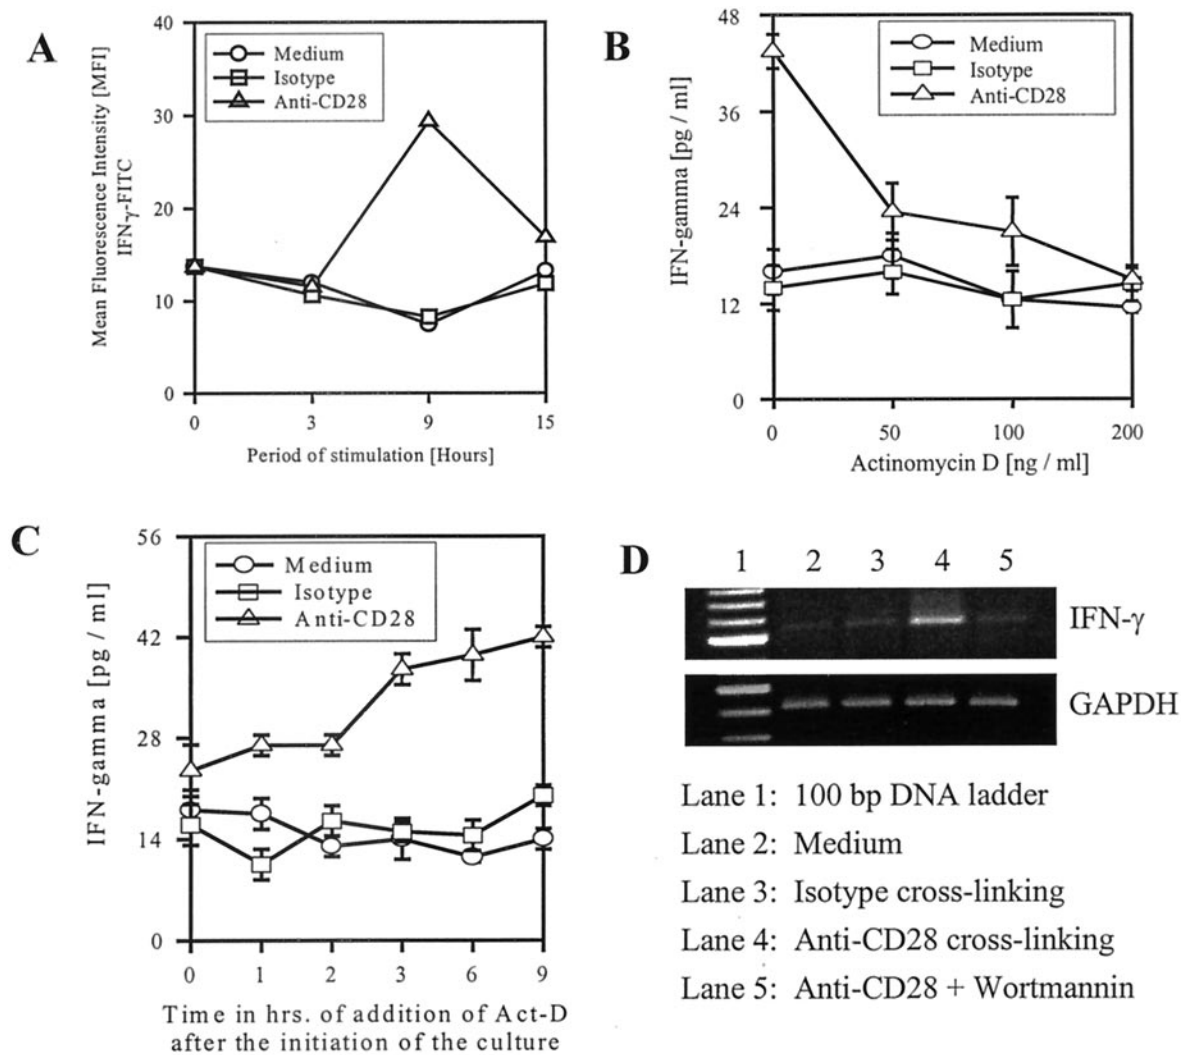 A
40
30
20
10
0
Mean Fluorescence Intensity [MFI]
IFN-γ-FITC
Medium
Isotype
Anti-CD28
0 3 9 15
Period of stimulation [Hours]
B
48
36
24
12
0
IFN-gamma [pg / ml]
Medium
Isotype
Anti-CD28
0 50 100 200
Actinomycin D [ng / ml]
C
56
42
28
14
0
IFN-gamma [pg / ml]
Medium
Isotype
Anti-CD28
0 1 2 3 6 9
Time in hrs. of addition of Act-D
after the initiation of the culture
D
1 2 3 4 5
IFN-γ
GAPDH
Lane 1: 100 bp DNA ladder
Lane 2: Medium
Lane 3: Isotype cross-linking
Lane 4: Anti-CD28 cross-linking
Lane 5: Anti-CD28 + Wortmannin